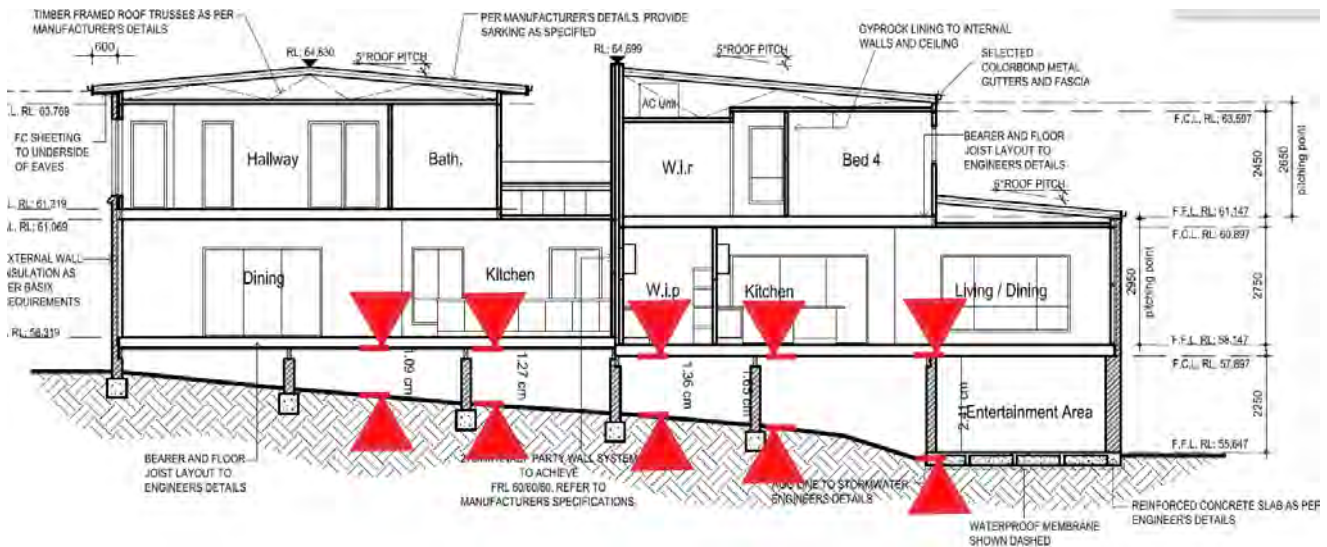 TIMBER FRAMED ROOF TRUSSES AS PER
MANUFACTURER'S DETAILS
PER MANUFACTURER'S DETAILS. PROVIDE
SARKING AS SPECIFIED
GYPROCK LINING TO INTERNAL
WALLS AND CEILING
SELECTED
COLORBOND METAL
GUTTERS AND FASCIA
600
RL: 64,830
5°ROOF PITCH
RL: 64,699
5°ROOF PITCH
AC Unit
.L. RL: 63,769
FC SHEETING
TO UNDERSIDE
OF EAVES
Hallway
Bath.
W.i.r
Bed 4
BEARER AND FLOOR
JOIST LAYOUT TO
ENGINEERS DETAILS
F.C.L. RL: 63,597
2450
2650
pitching point
5°ROOF PITCH
.L. RL: 61,319
.L. RL: 61,069
F.F.L. RL: 61,147
F.C.L. RL: 60,897
EXTERNAL WALL
NSULATION AS
ER BASIX
REQUIREMENTS
Dining
Kitchen
W.i.p
Kitchen
Living / Dining
2950
pitching point
2750
RL: 58,319
F.F.L. RL: 58,147
F.C.L. RL: 57,897
1.09 cm
1.27 cm
1.36 cm
Entertainment Area
2250
F.F.L. RL: 55,647
BEARER AND FLOOR
JOIST LAYOUT TO
ENGINEERS DETAILS
PARTY WALL SYSTEM
TO ACHIEVE
FRL 60/60/60. REFER TO
MANUFACTURERS SPECIFICATIONS
LINE TO STORMWATER
ENGINEERS DETAILS
WATERPROOF MEMBRANE
SHOWN DASHED
REINFORCED CONCRETE SLAB AS PER
ENGINEER'S DETAILS